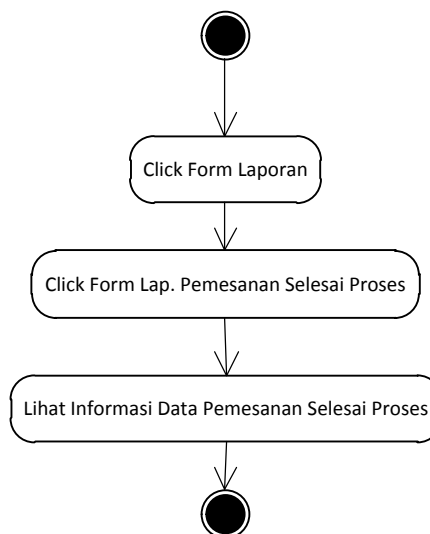 Click Form Laporan
Click Form Lap. Pemesanan Selesai Proses
Lihat Informasi Data Pemesanan Selesai Proses